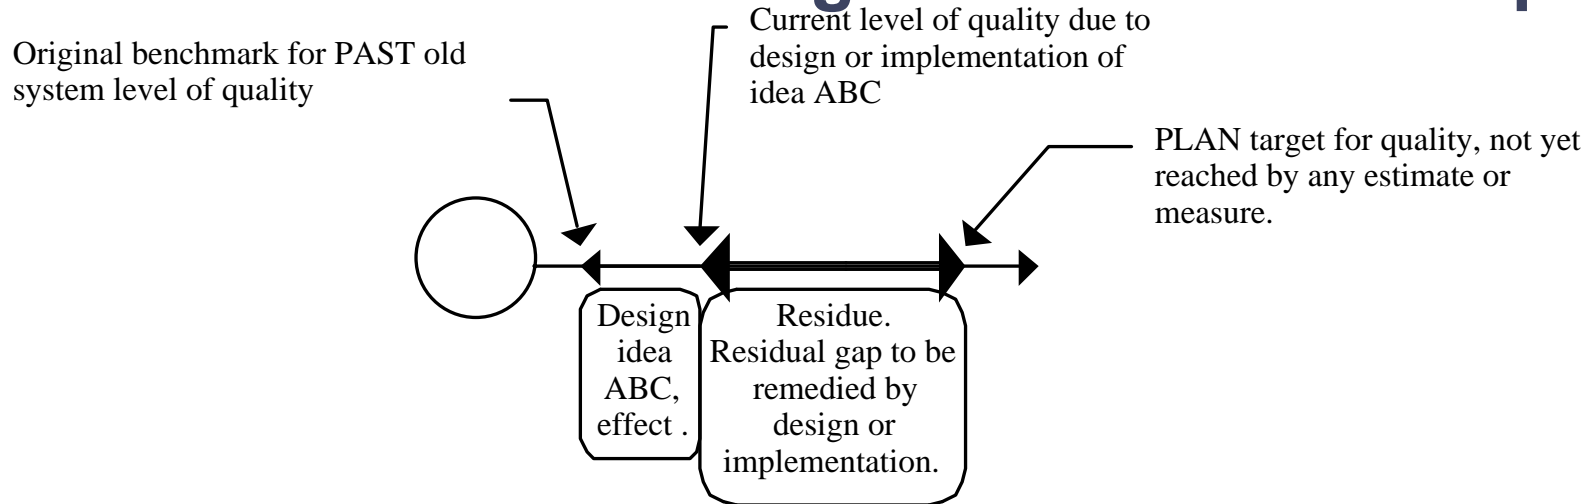 Original benchmark for PAST old
system level of quality
Current level of quality due to
design or implementation of
idea ABC
PLAN target for quality, not yet
reached by any estimate or
measure.
Design
idea
ABC,
effect .
Residue.
Residual gap to be
remedied by
design or
implementation.